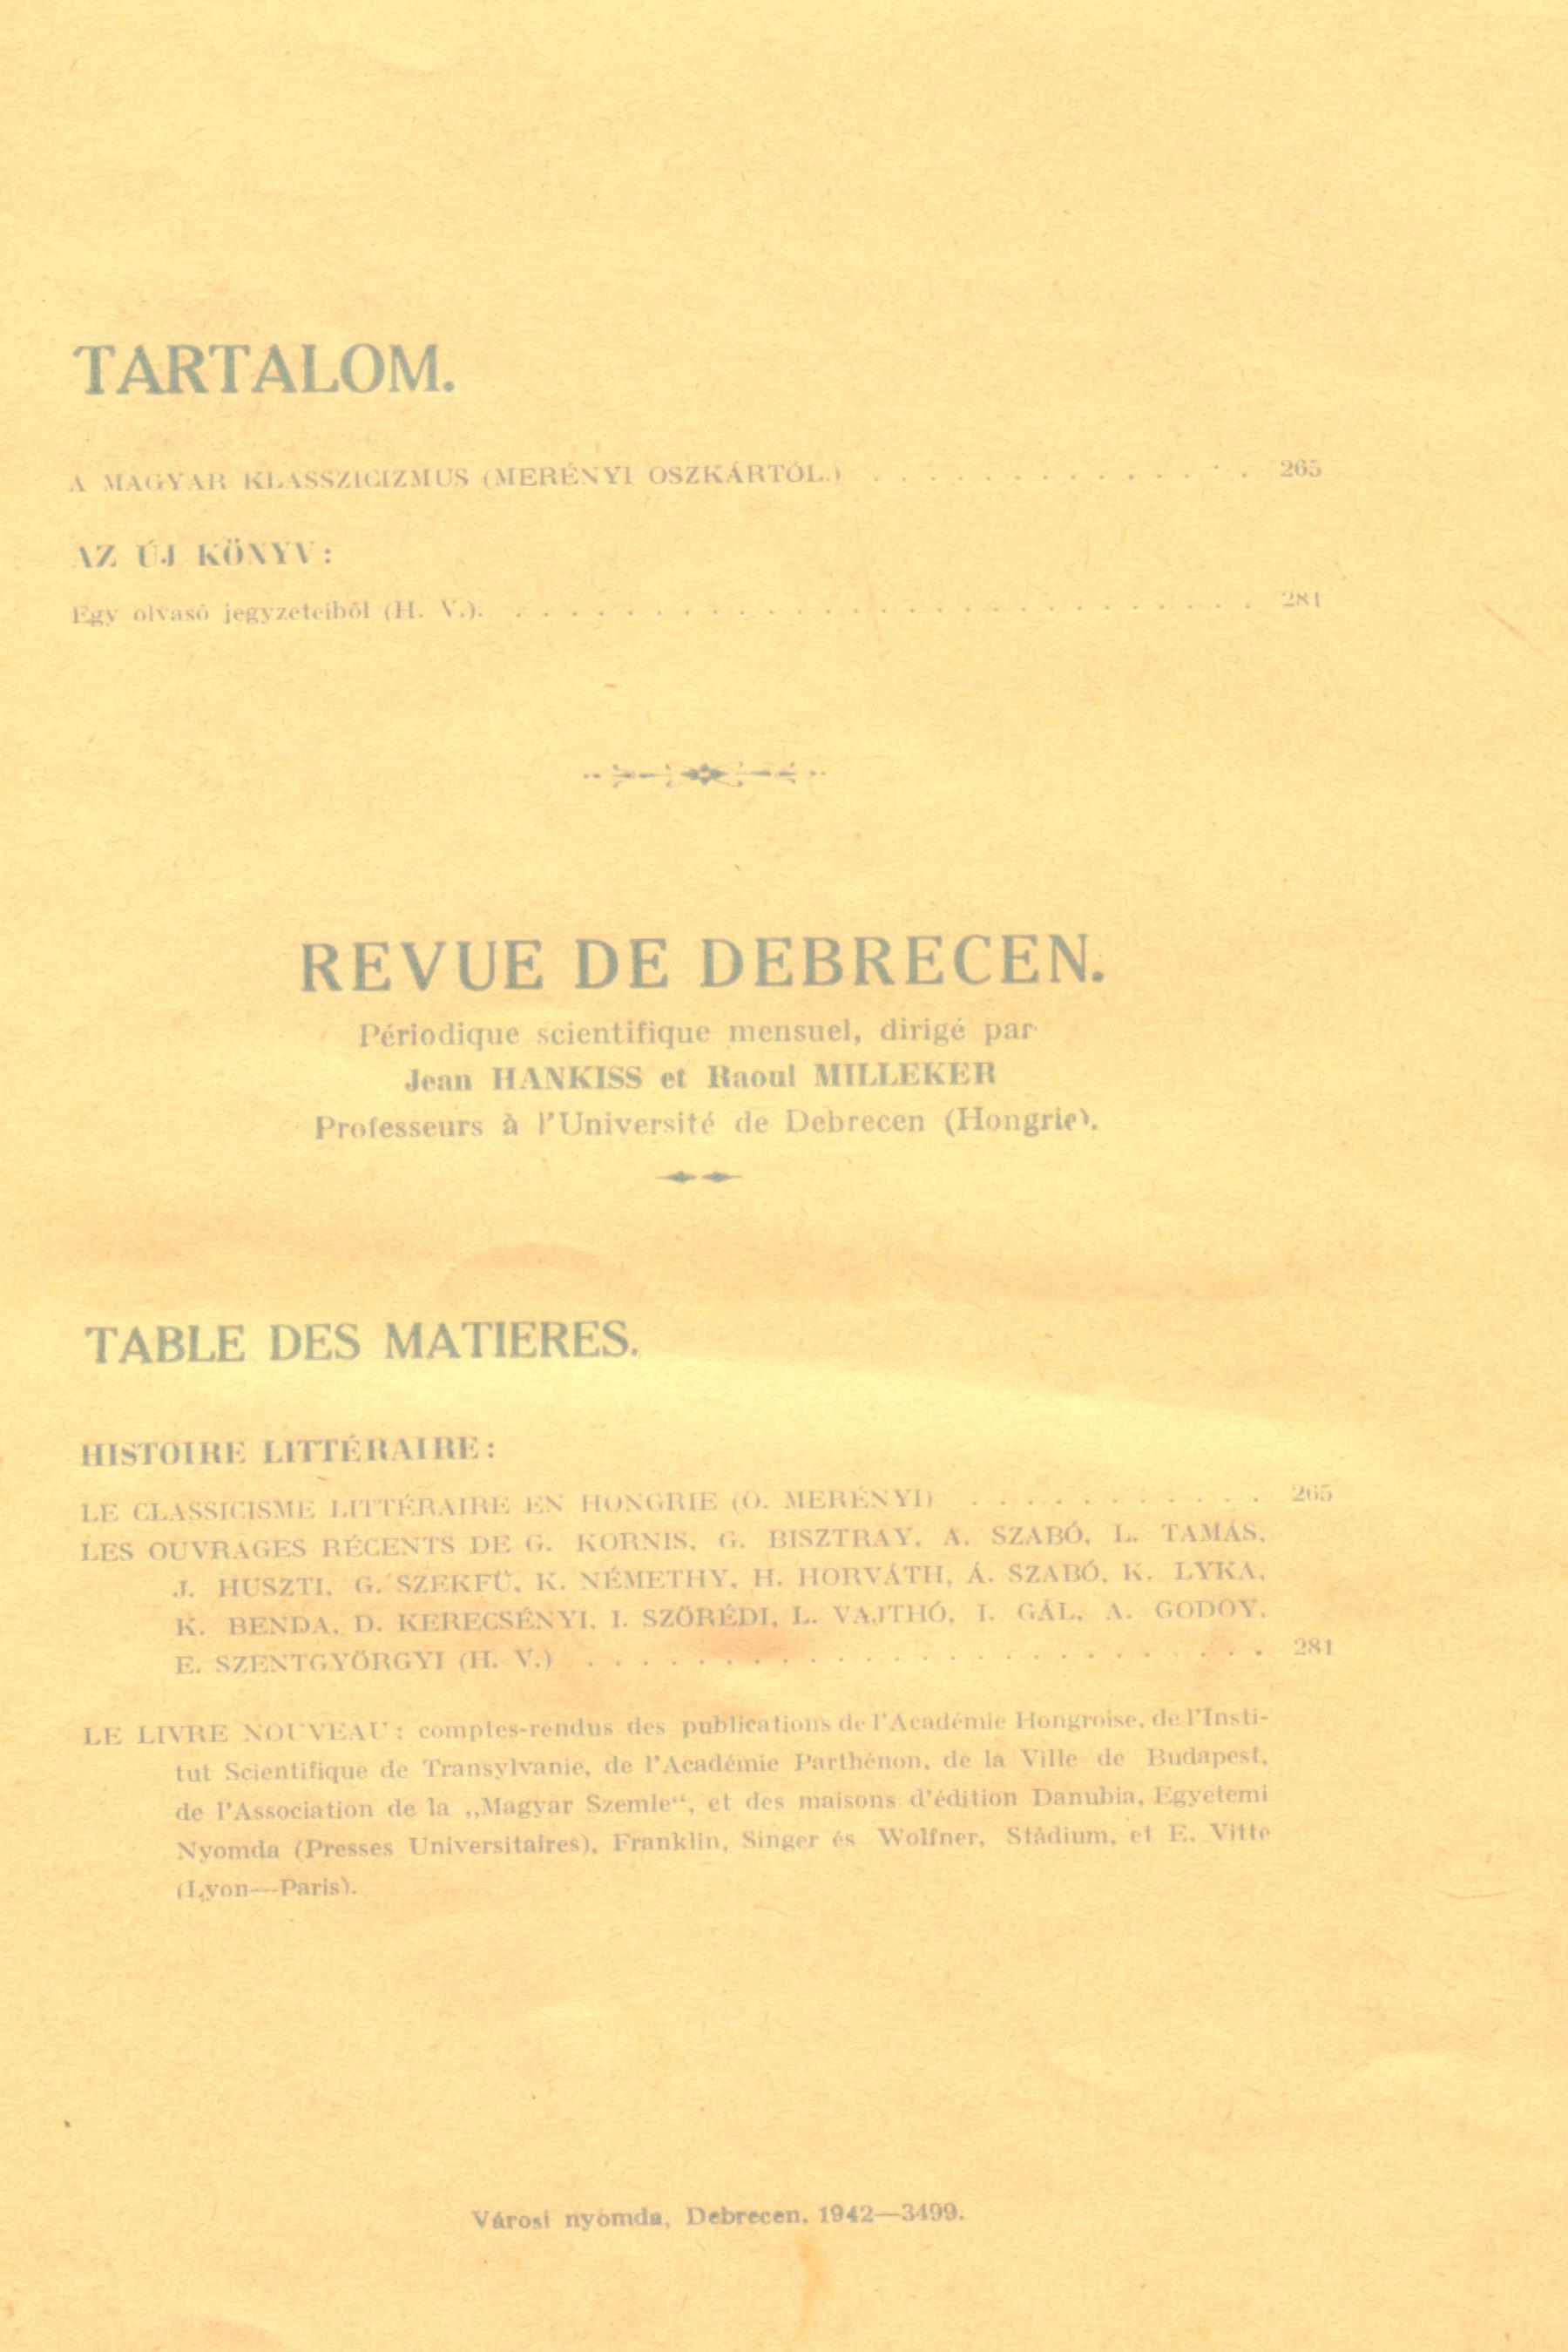 TARTALOM.
A MAGYAR KLASSZICIZMUS (MERÉNYI OSZKÁRTÓL.) . . . . . . . . . . . . . . 265
AZ ÚJ KÖNYV:
Egy olvasó jegyzeteiből (H. V.). . . . . . . . . . . . . . . . . . . . . . . . . . . . 281
REVUE DE DEBRECEN.
Périodique scientifique mensuel, dirigé par
Jean HANKISS et Raoul MILLEKER
Professeurs à l'Université de Debrecen (Hongrie).
TABLE DES MATIERES.
HISTOIRE LITTÉRAIRE:
LE CLASSICISME LITTÉRAIRE EN HONGRIE (O. MERÉNYI) . . . . . . . . . . . 265
LES OUVRAGES RÉCENTS DE G. KORNIS, G. BISZTRAY, A. SZABÓ, L. TAMÁS,
J. HUSZTI, G. SZEKFÜ, K. NÉMETHY, H. HORVÁTH, Á. SZABÓ, K. LYKA,
K. BENDA, D. KERECSÉNYI, I. SZÖRÉDI, L. VAJTHÓ, I. GÁL, A. GODOY,
E. SZENTGYÖRGYI (H. V.) . . . . . . . . . . . . . . . . . . . . . . . . . 281
LE LIVRE NOUVEAU: comptes-rendus des publications de l'Académie Hongroise, de l'Insti-
tut Scientifique de Transylvanie, de l'Académie Parthénon, de la Ville de Budapest,
de l'Association de la „Magyar Szemle“, et des maisons d'édition Danubia, Egyetemi
Nyomda (Presses Universitaires), Franklin, Singer és Wolfner, Stádium, et E. Vitte
(Lyon—Paris).
Városi nyomda, Debrecen. 1942—3499.